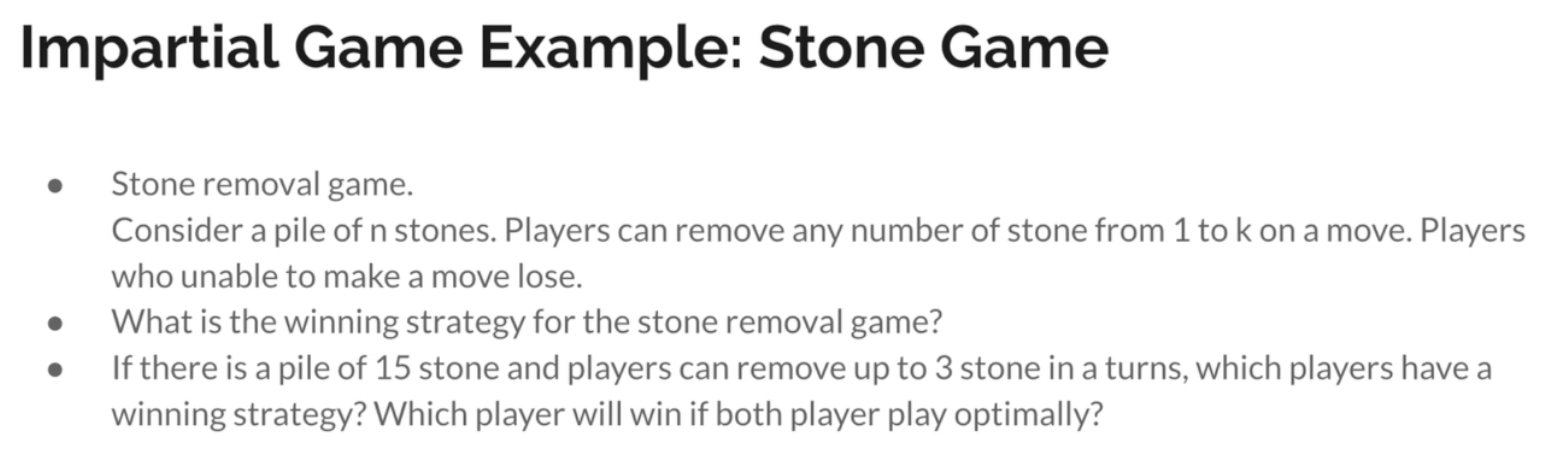 Impartial Game Example: Stone Game
● Stone removal game.
Consider a pile of n stones. Players can remove any number of stone from 1 to k on a move. Players
who unable to make a move lose.
● What is the winning strategy for the stone removal game?
● If there is a pile of 15 stone and players can remove up to 3 stone in a turns, which players have a
winning strategy? Which player will win if both player play optimally?